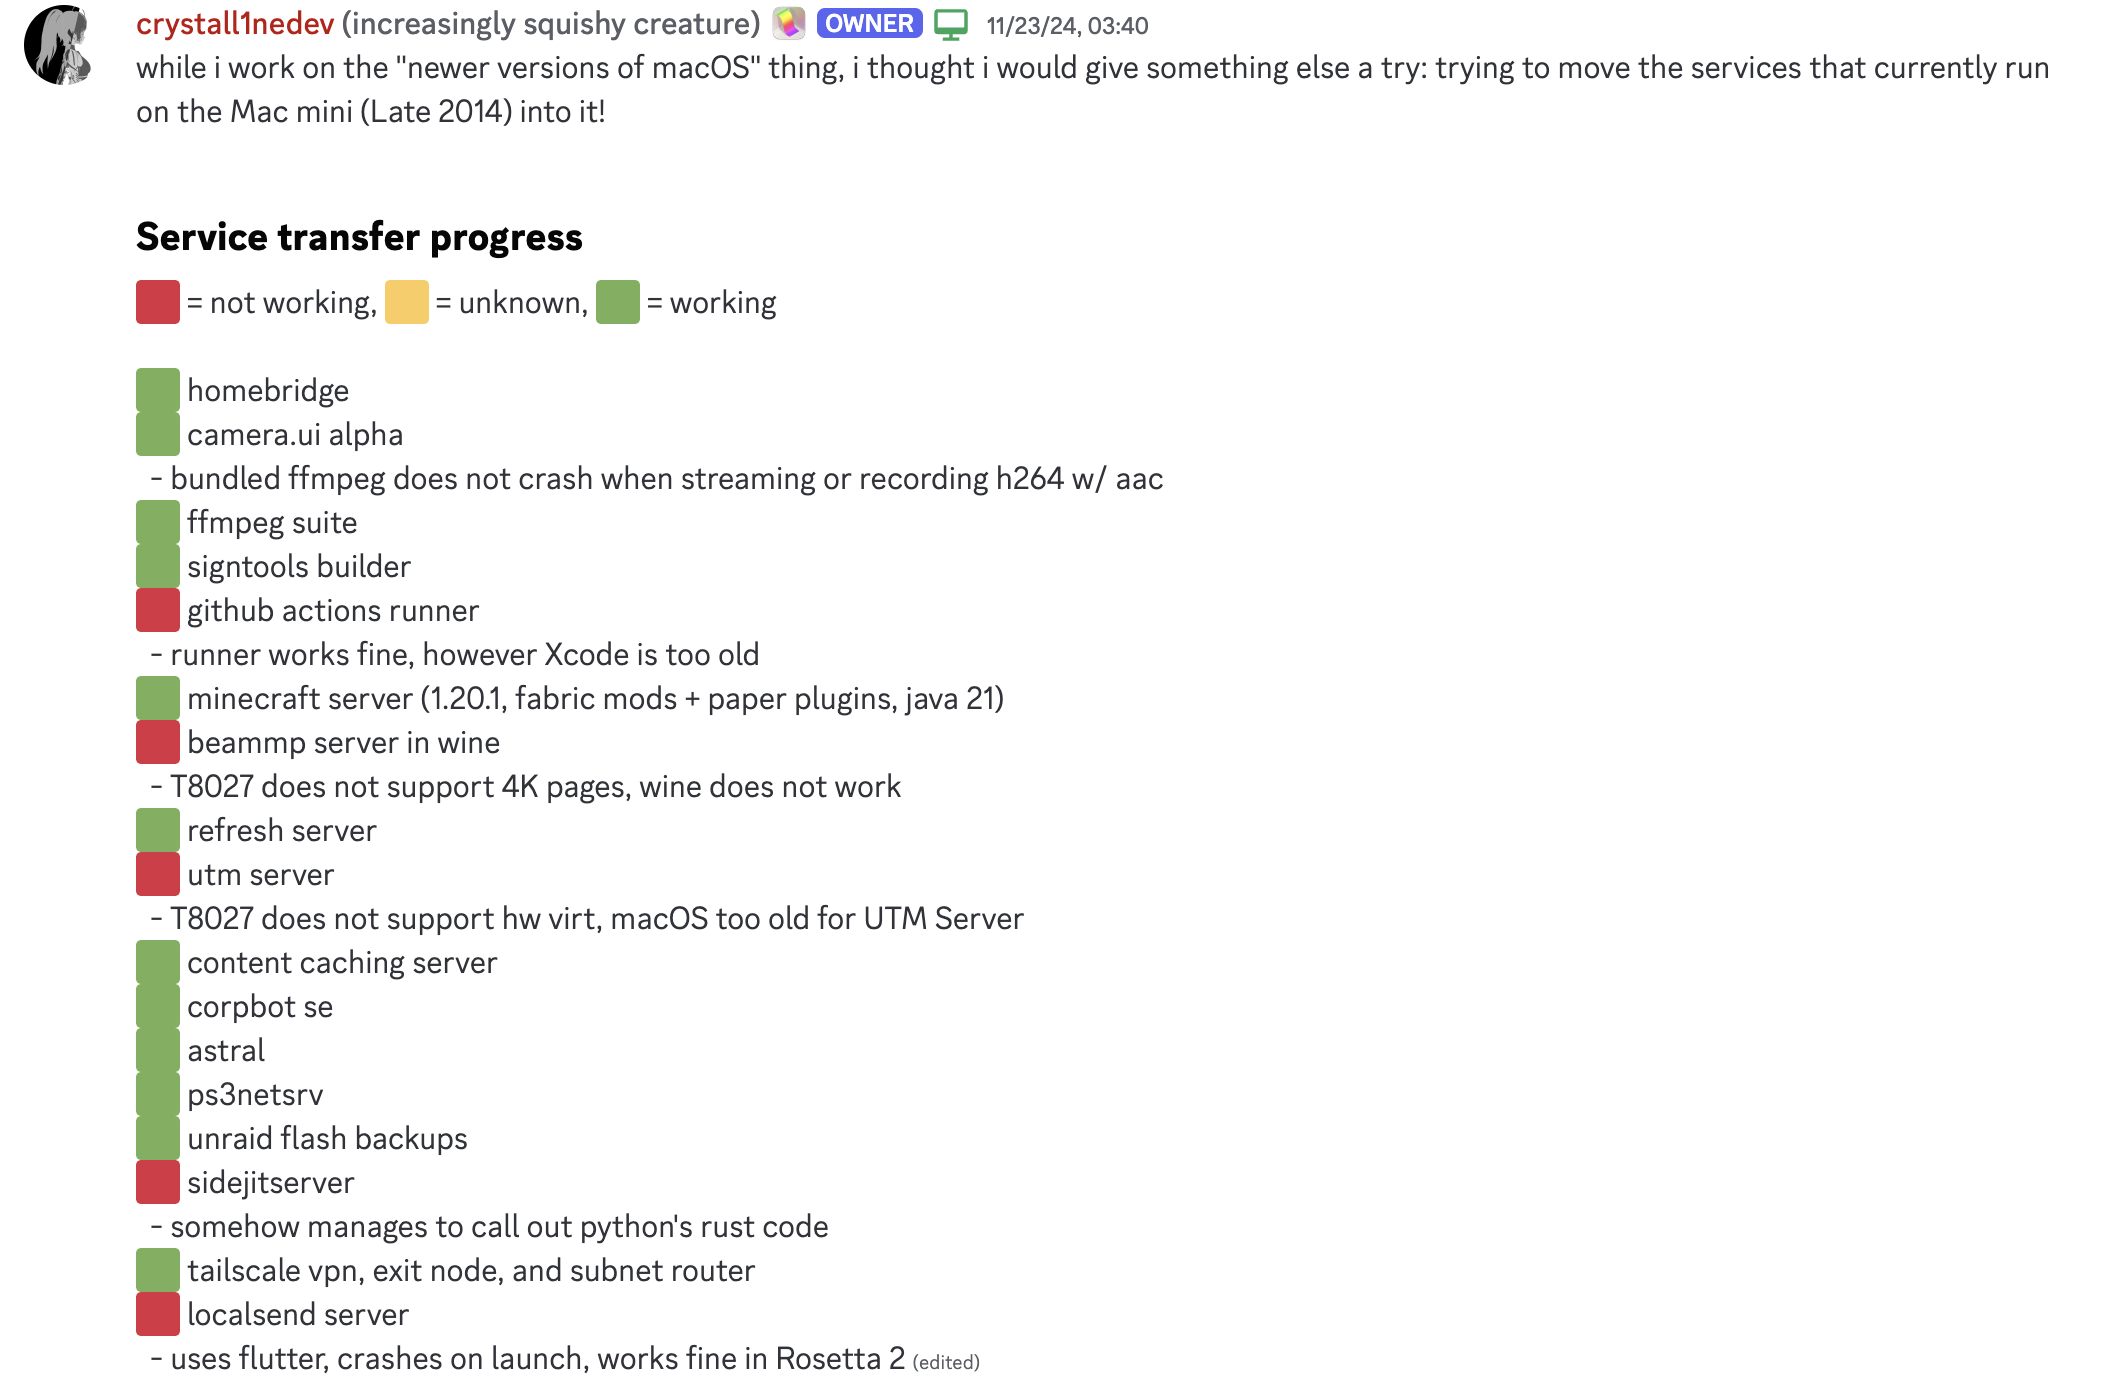 crystall1nedev (increasingly squishy creature) OWNER 11/23/24, 03:40
while i work on the "newer versions of macOS" thing, i thought i would give something else a try: trying to move the services that currently run
on the Mac mini (Late 2014) into it!
Service transfer progress
= not working, = unknown, = working
homebridge
camera.ui alpha
- bundled ffmpeg does not crash when streaming or recording h264 w/ aac
ffmpeg suite
signtools builder
github actions runner
- runner works fine, however Xcode is too old
minecraft server (1.20.1, fabric mods + paper plugins, java 21)
beammp server in wine
- T8027 does not support 4K pages, wine does not work
refresh server
utm server
- T8027 does not support hw virt, macOS too old for UTM Server
content caching server
corpbot se
astral
ps3netsrv
unraid flash backups
sidejitserver
- somehow manages to call out python's rust code
tailscale vpn, exit node, and subnet router
localsend server
- uses flutter, crashes on launch, works fine in Rosetta 2 (edited)